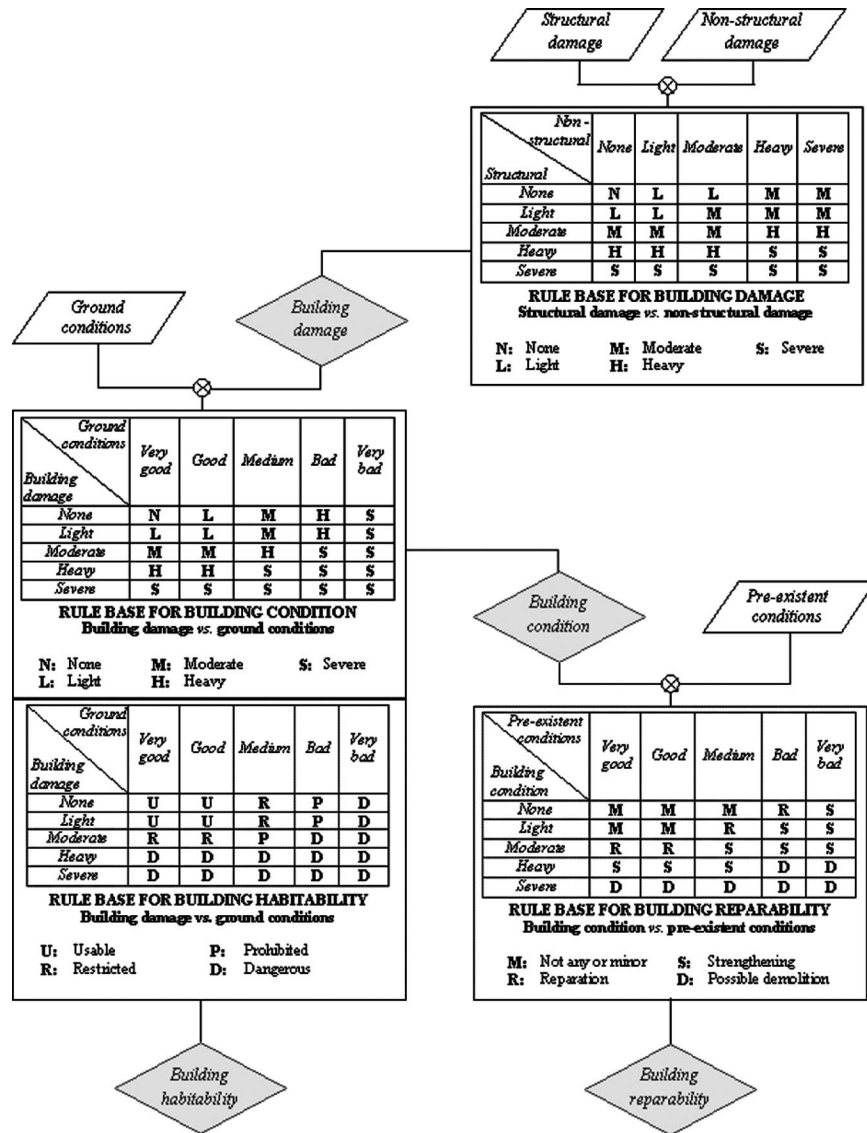 Structural
damage
Non-structural
damage
Non-
structural
Structural
None Light Moderate Heavy Severe
None N L L M M
Light L L M M M
Moderate M M M H H
Heavy H H H S S
Severe S S S S S
RULE BASE FOR BUILDING DAMAGE
Structural damage vs. non-structural damage
N: None M: Moderate S: Severe
L: Light H: Heavy
Ground
conditions
Building
damage
Ground
conditions
Building
damage
Very
good
Good
Medium
Bad
Very
bad
None N L M H S
Light L L M H S
Moderate M M H S S
Heavy H H S S S
Severe S S S S S
RULE BASE FOR BUILDING CONDITION
Building damage vs. ground conditions
N: None M: Moderate S: Severe
L: Light H: Heavy
Building
condition
Pre-existent
conditions
Ground
conditions
Building
damage
Very
good
Good
Medium
Bad
Very
bad
None U U R P D
Light U U R P D
Moderate R R P D D
Heavy D D D D D
Severe D D D D D
RULE BASE FOR BUILDING HABITABILITY
Building damage vs. ground conditions
U: Usable P: Prohibited
R: Restricted D: Dangerous
Pre-existent
conditions
Building
condition
Very
good
Good
Medium
Bad
Very
bad
None M M M R S
Light M M R S S
Moderate R R S S S
Heavy S S S D D
Severe D D D D D
RULE BASE FOR BUILDING REPARABILITY
Building condition vs. pre-existent conditions
M: Not any or minor S: Strengthening
R: Reparation D: Possible demolition
Building
habitability
Building
reparability